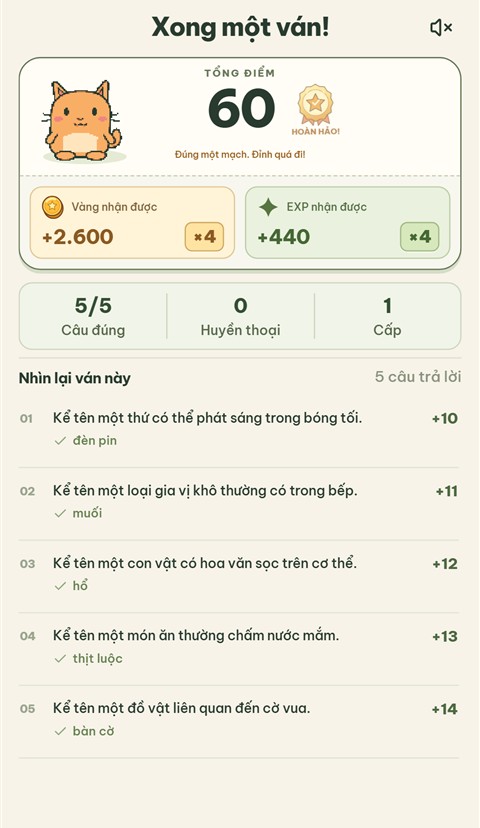 Xong một ván!
TỔNG ĐIỂM
60
HOÀN HẢO!
Đúng một mạch. Đỉnh quá đi!
Vàng nhận được
+2.600
×4
EXP nhận được
+440
×4
5/5
Câu đúng
0
Huyền thoại
1
Cấp
Nhìn lại ván này
5 câu trả lời
01 Kể tên một thứ có thể phát sáng trong bóng tối. +10
đèn pin
02 Kể tên một loại gia vị khô thường có trong bếp. +11
muối
03 Kể tên một con vật có hoa văn sọc trên cơ thể. +12
hổ
04 Kể tên một món ăn thường chấm nước mắm. +13
thịt luộc
05 Kể tên một đồ vật liên quan đến cờ vua. +14
bàn cờ